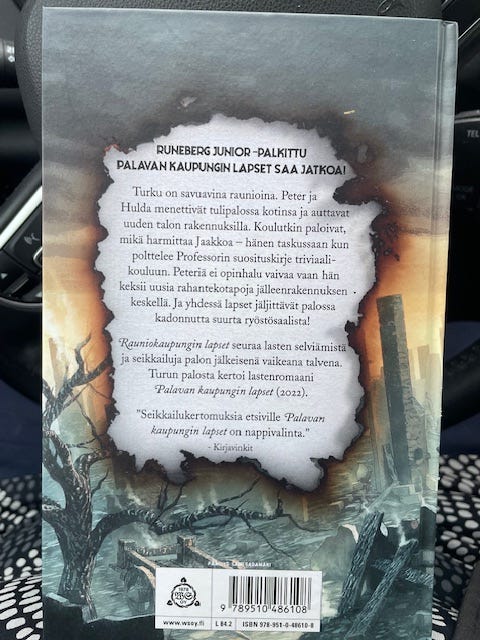 RUNEBERG JUNIOR -PALKITTU
PALAVAN KAUPUNGIN LAPSET SAA JATKOA!
Turku on savuavina raunioina. Peter ja
Hulda menettivät tulipalossa kotinsa ja auttavat
uuden talon rakennuksilla. Koulutkin paloivat,
mikä harmittaa Jaakkoa – hänen taskussaan kun
polttelee Professorin suosituskirje triviaali-
kouluun. Peteriä ei opinhalu vaivaa vaan hän
keksii uusia rahantekotapoja jälleenrakennuksen
keskellä. Ja yhdessä lapset jäljittävät palossa
kadonnutta suurta ryöstösaalista!
Rauniokaupungin lapset seuraa lasten selviämistä
ja seikkailuja palon jälkeisenä vaikeana talvena.
Turun palosta kertoi lastenromaani
Palavan kaupungin lapset (2022).
"Seikkailukertomuksia etsiville Palavan
kaupungin lapset on nappivalinta."
- Kirjavinkit
1878
WS
OY
9 789510 486108
www.wsoy.fi
L 84.2
ISBN 978-951-0-48610-8
TEL